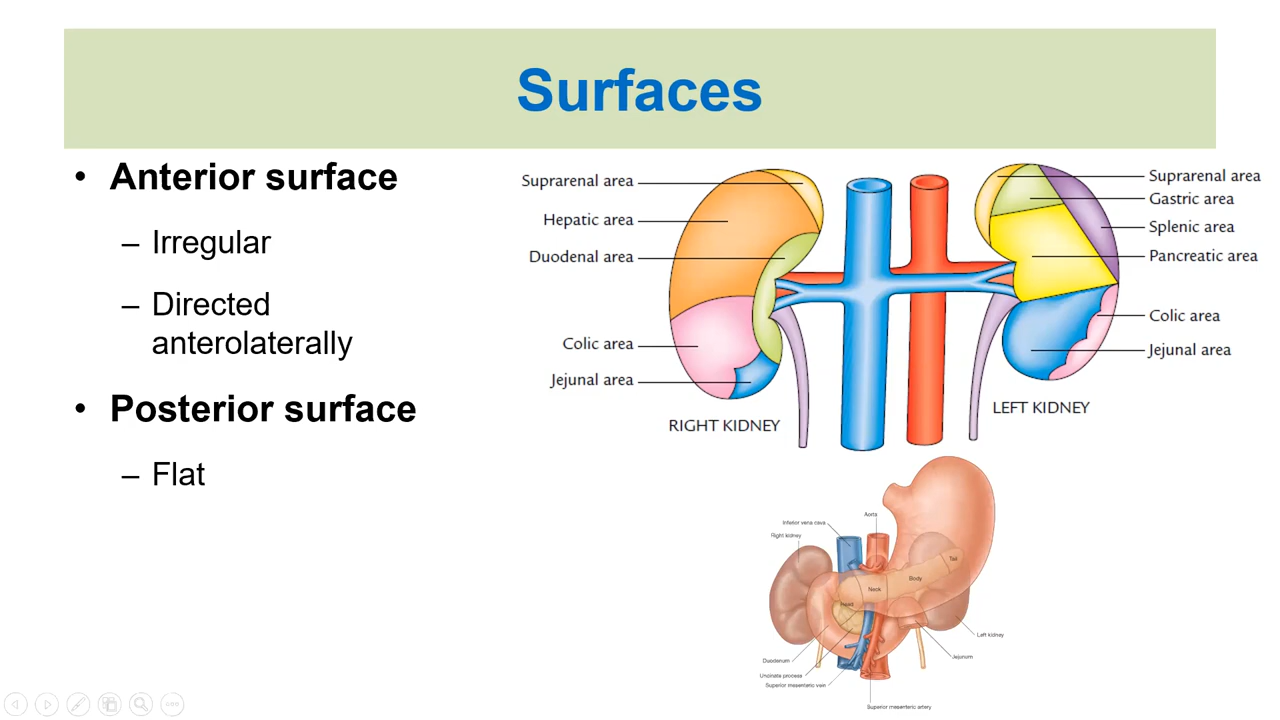 Surfaces
• Anterior surface
– Irregular
– Directed
anterolaterally
• Posterior surface
– Flat
Suprarenal area
Hepatic area
Duodenal area
Colic area
Jejunal area
RIGHT KIDNEY
Suprarenal area
Gastric area
Splenic area
Pancreatic area
Colic area
Jejunal area
LEFT KIDNEY
Aorta
Inferior vena cava
Right kidney
Tail
Body
Neck
Head
Left kidney
Jejunum
Duodenum
Uncinate process
Superior mesenteric vein
Superior mesenteric artery